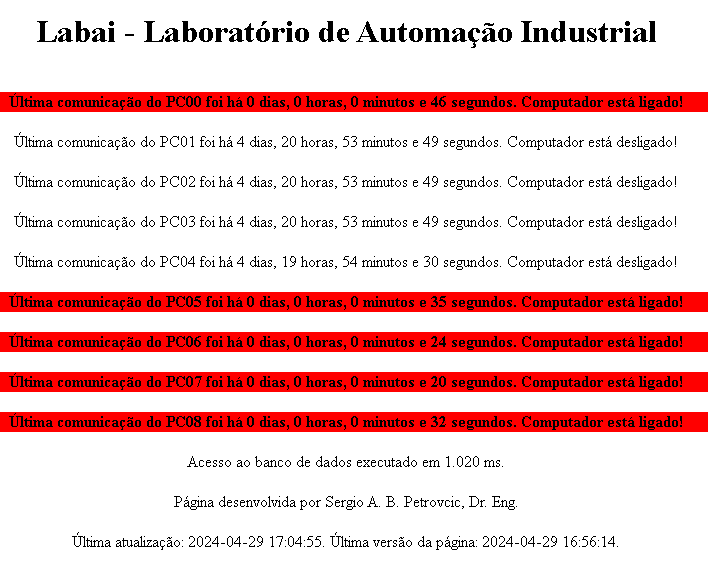 Labai - Laboratório de Automação Industrial
Última comunicação do PC00 foi há 0 dias, 0 horas, 0 minutos e 46 segundos. Computador está ligado!
Última comunicação do PC01 foi há 4 dias, 20 horas, 53 minutos e 49 segundos. Computador está desligado!
Última comunicação do PC02 foi há 4 dias, 20 horas, 53 minutos e 49 segundos. Computador está desligado!
Última comunicação do PC03 foi há 4 dias, 20 horas, 53 minutos e 49 segundos. Computador está desligado!
Última comunicação do PC04 foi há 4 dias, 19 horas, 54 minutos e 30 segundos. Computador está desligado!
Última comunicação do PC05 foi há 0 dias, 0 horas, 0 minutos e 35 segundos. Computador está ligado!
Última comunicação do PC06 foi há 0 dias, 0 horas, 0 minutos e 24 segundos. Computador está ligado!
Última comunicação do PC07 foi há 0 dias, 0 horas, 0 minutos e 20 segundos. Computador está ligado!
Última comunicação do PC08 foi há 0 dias, 0 horas, 0 minutos e 32 segundos. Computador está ligado!
Acesso ao banco de dados executado em 1.020 ms.
Página desenvolvida por Sergio A. B. Petrovcic, Dr. Eng.
Última atualização: 2024-04-29 17:04:55. Última versão da página: 2024-04-29 16:56:14.